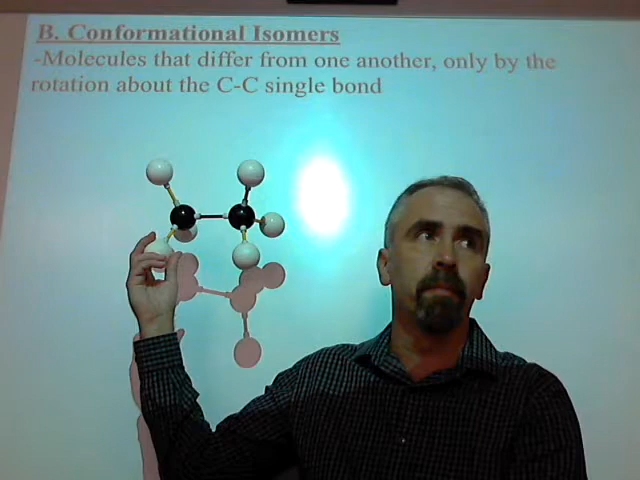 B. Conformational Isomers
-Molecules that differ from one another, only by the
rotation about the C-C single bond